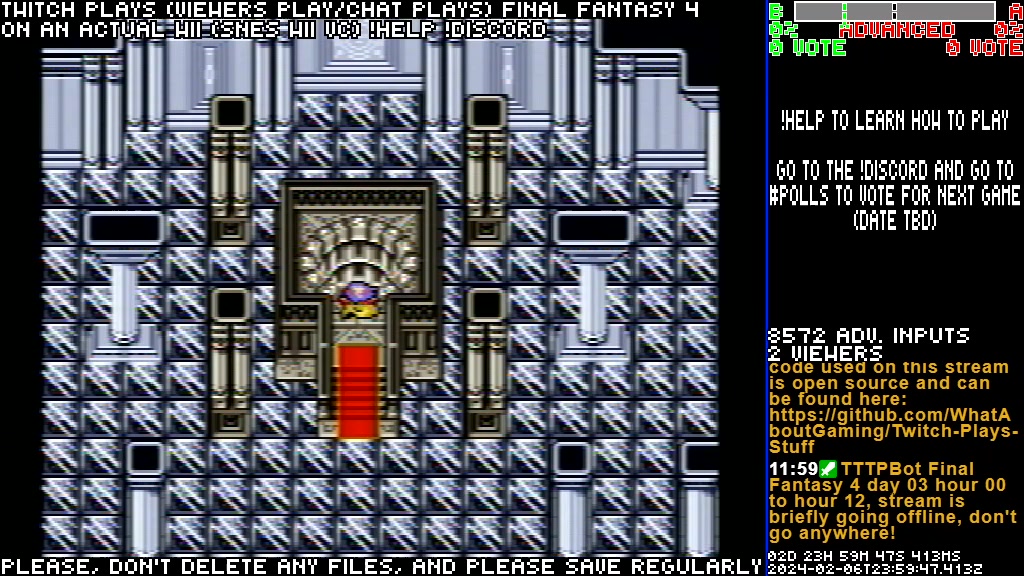 TWITCH PLAYS (VIEWERS PLAY/CHAT PLAYS) FINAL FANTASY 4
ON AN ACTUAL WII (SNES WII VC) !HELP !DISCORD
B A
0% ADVANCED 0%
0 VOTE 0 VOTE
!HELP TO LEARN HOW TO PLAY
GO TO THE !DISCORD AND GO TO
#POLLS TO VOTE FOR NEXT GAME
(DATE TBD)
8572 ADV. INPUTS
2 VIEWERS
code used on this stream
is open source and can
be found here:
https://github.com/WhatA
boutGaming/Twitch-Plays-
Stuff
11:59 TTTPBot Final
Fantasy 4 day 03 hour 00
to hour 12, stream is
briefly going offline, don't
go anywhere!
02D 23H 59M 47S 413MS
2024-02-06T23:59:47.413Z
PLEASE, DON'T DELETE ANY FILES, AND PLEASE SAVE REGULARLY